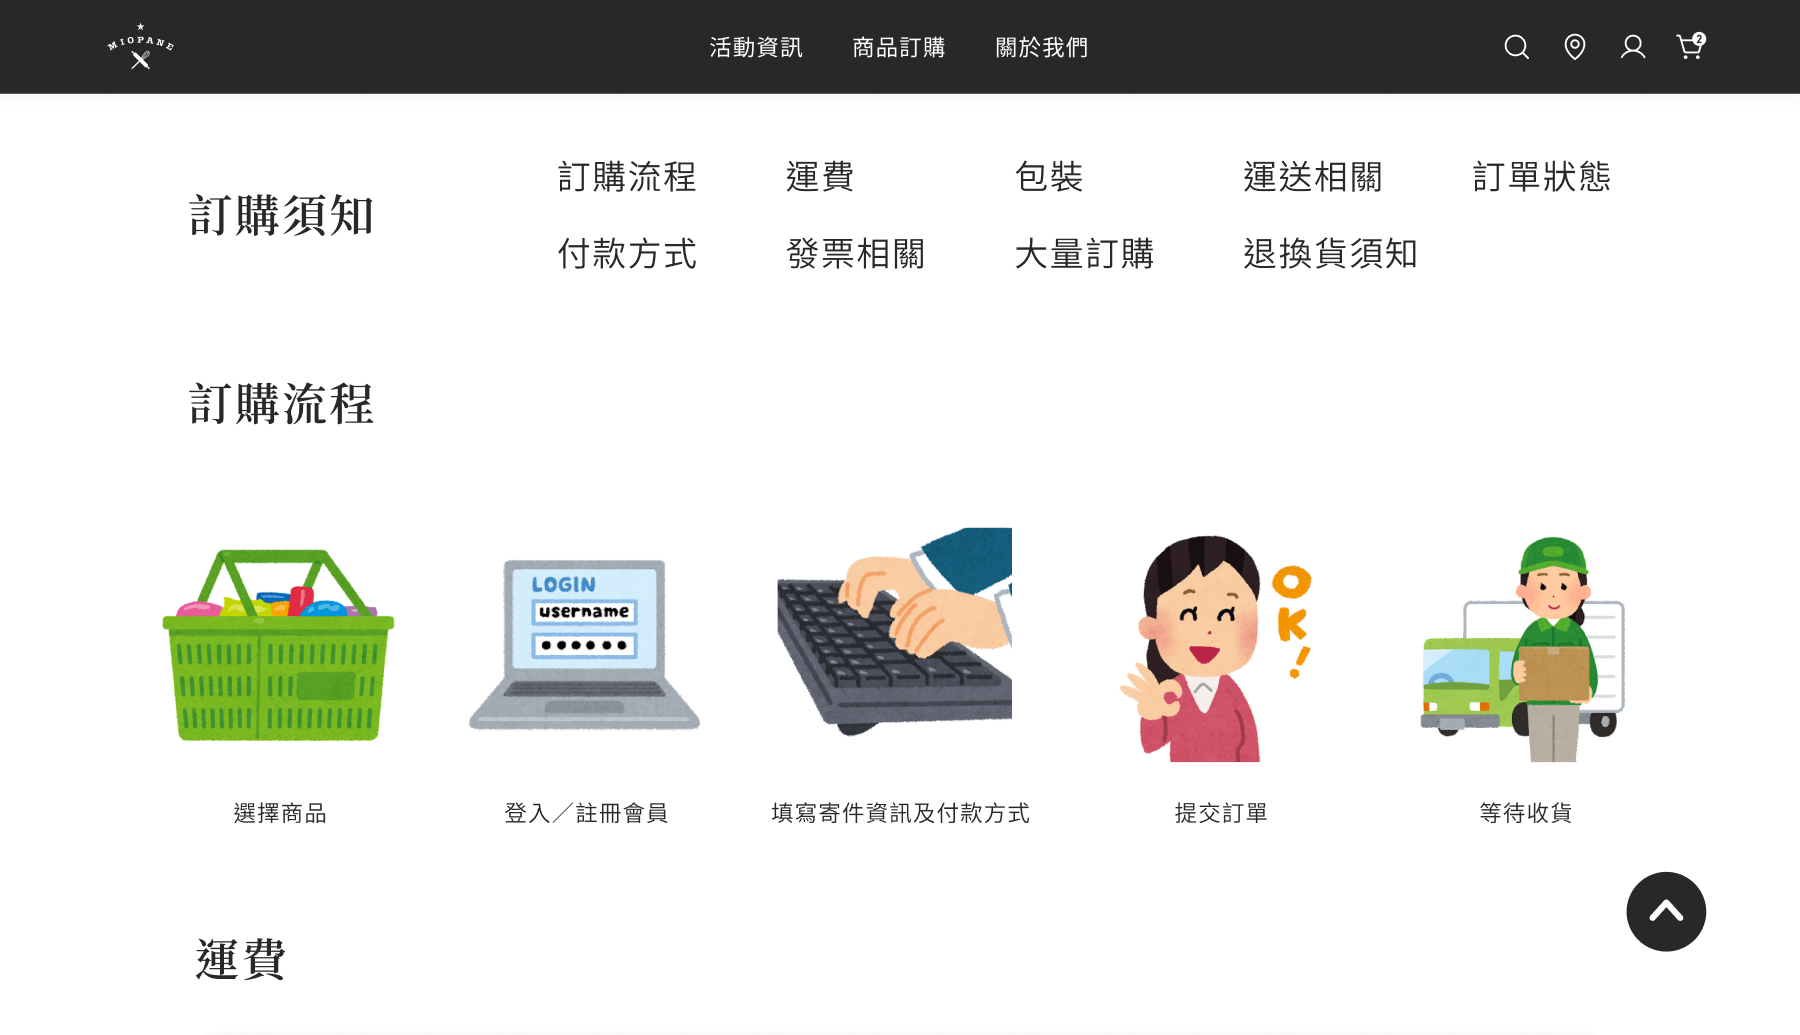 MIOPANE
活動資訊 商品訂購 關於我們
2
訂購須知
訂購流程 運費 包裝 運送相關 訂單狀態
付款方式 發票相關 大量訂購 退換貨須知
訂購流程
LOGIN
username
OK!
選擇商品 登入／註冊會員 填寫寄件資訊及付款方式 提交訂單 等待收貨
運費